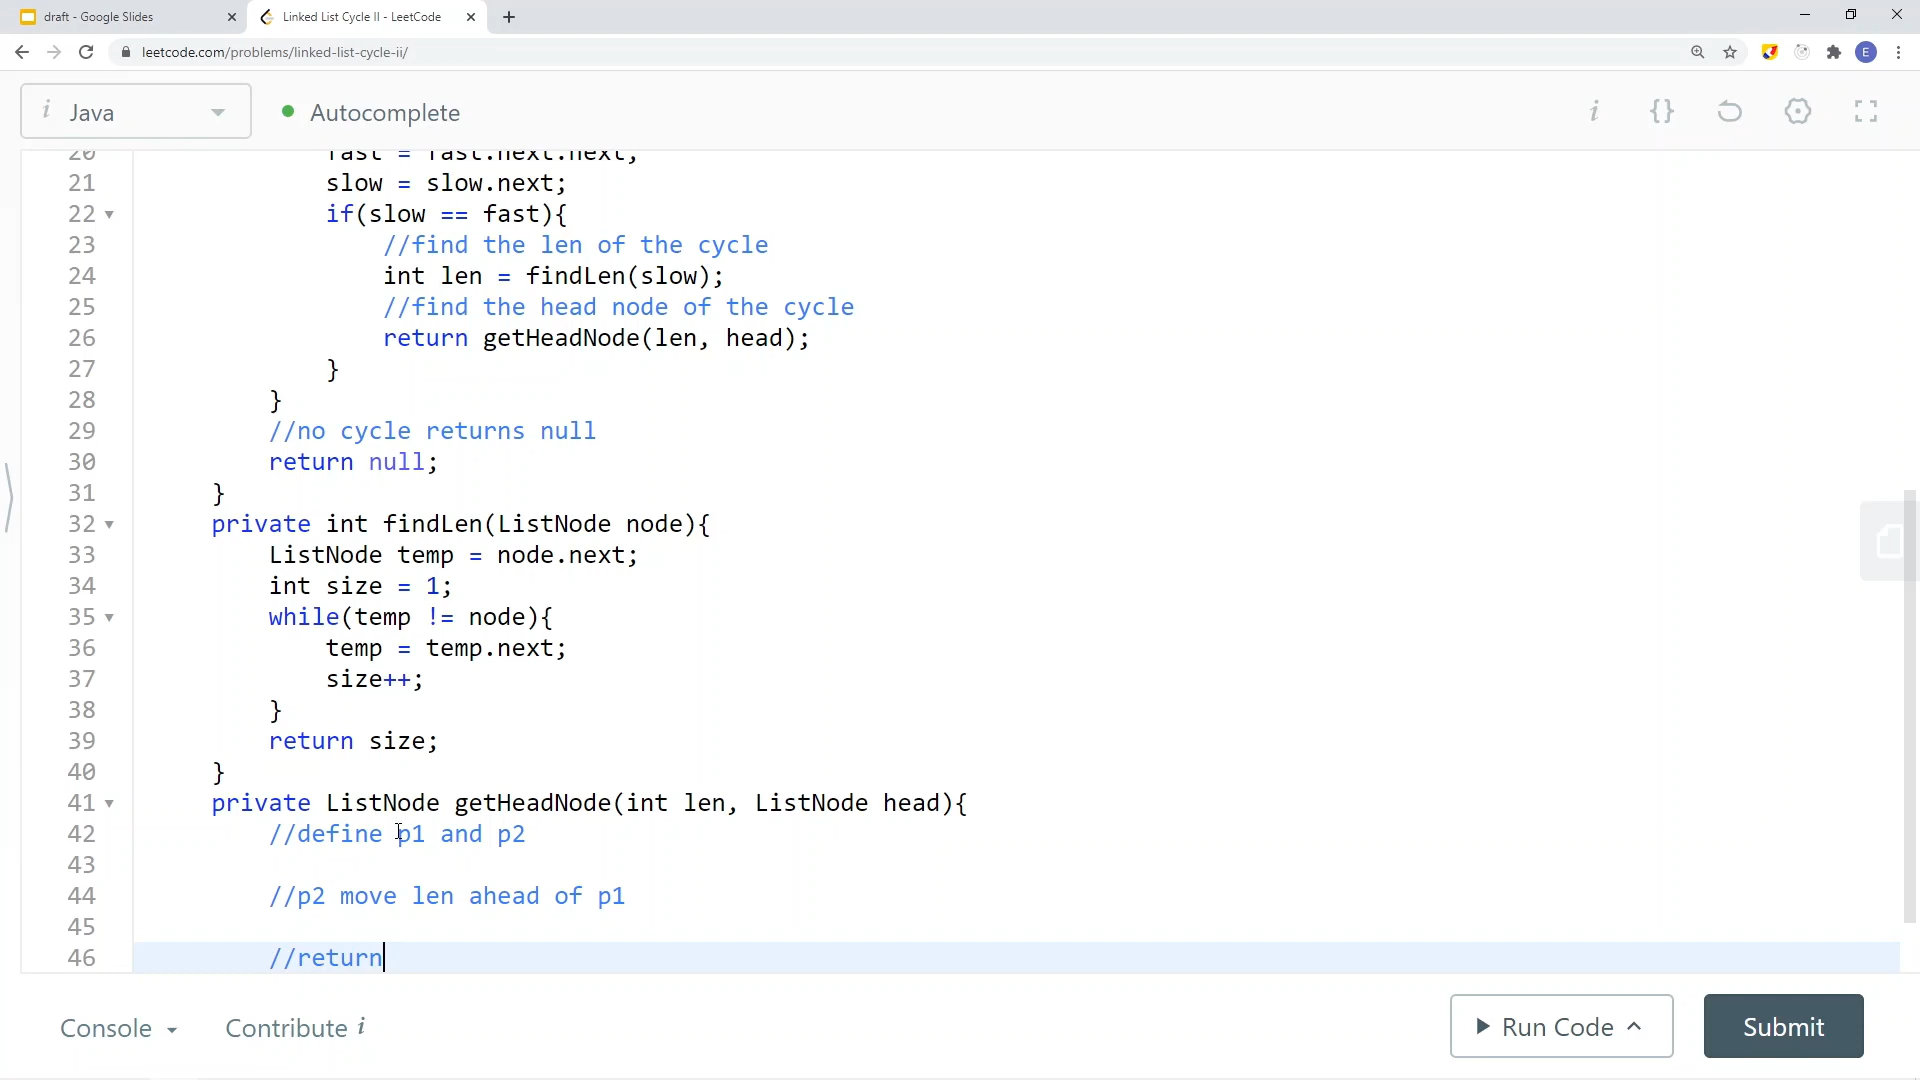 draft - Google Slides
Linked List Cycle II - LeetCode
leetcode.com/problems/linked-list-cycle-ii/
E
i Java
Autocomplete
i {}
20 fast = fast.next.next;
21 slow = slow.next;
22 if(slow == fast){
23 //find the len of the cycle
24 int len = findLen(slow);
25 //find the head node of the cycle
26 return getHeadNode(len, head);
27 }
28 }
29 //no cycle returns null
30 return null;
31 }
32 private int findLen(ListNode node){
33 ListNode temp = node.next;
34 int size = 1;
35 while(temp != node){
36 temp = temp.next;
37 size++;
38 }
39 return size;
40 }
41 private ListNode getHeadNode(int len, ListNode head){
42 //define p1 and p2
43
44 //p2 move len ahead of p1
45
46 //return
Console
Contribute i
Run Code
Submit